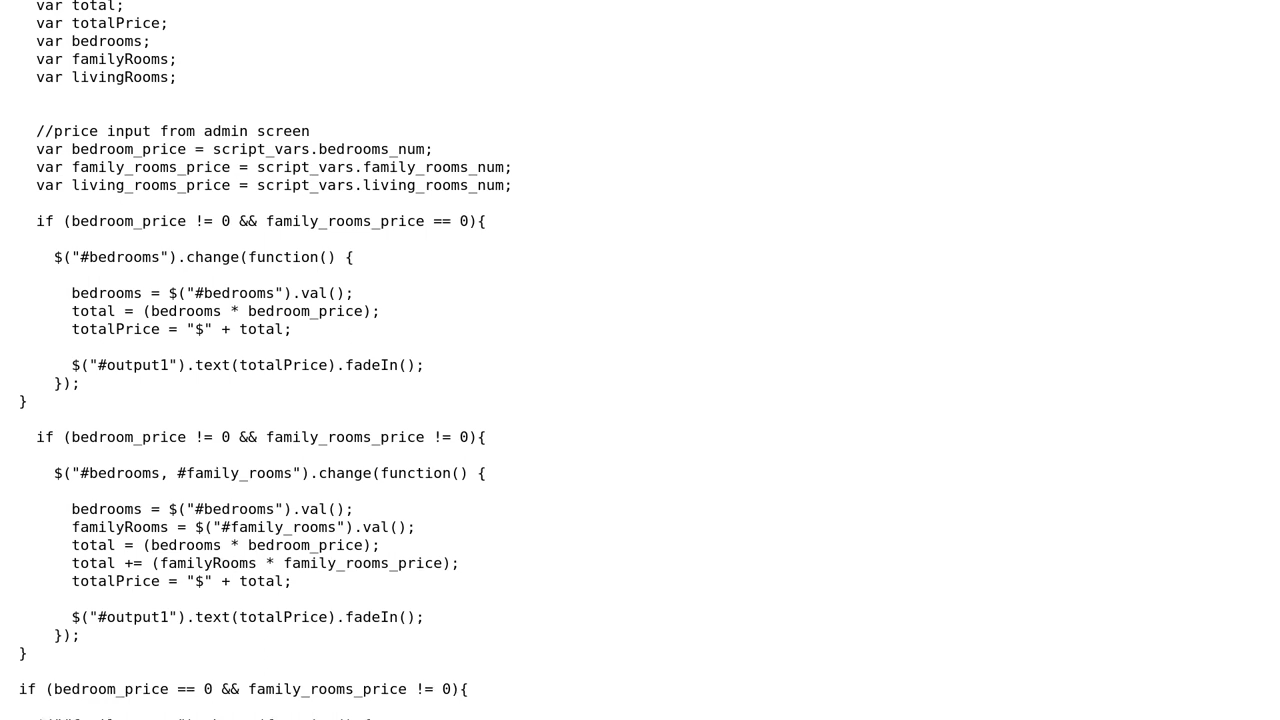 var total;
var totalPrice;
var bedrooms;
var familyRooms;
var livingRooms;
//price input from admin screen
var bedroom_price = script_vars.bedrooms_num;
var family_rooms_price = script_vars.family_rooms_num;
var living_rooms_price = script_vars.living_rooms_num;
if (bedroom_price != 0 && family_rooms_price == 0){
$("#bedrooms").change(function() {
bedrooms = $("#bedrooms").val();
total = (bedrooms * bedroom_price);
totalPrice = "$" + total;
$("#output1").text(totalPrice).fadeIn();
});
}
if (bedroom_price != 0 && family_rooms_price != 0){
$("#bedrooms, #family_rooms").change(function() {
bedrooms = $("#bedrooms").val();
familyRooms = $("#family_rooms").val();
total = (bedrooms * bedroom_price);
total += (familyRooms * family_rooms_price);
totalPrice = "$" + total;
$("#output1").text(totalPrice).fadeIn();
});
}
if (bedroom_price == 0 && family_rooms_price != 0){